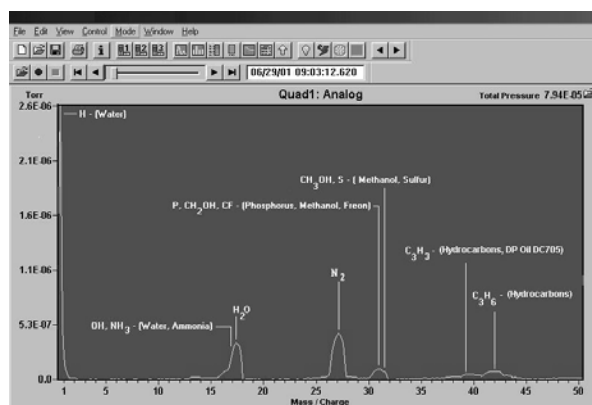 File Edit View Control Mode Window Help
06/29/01 09:03:12.620
Torr Quad1: Analog Total Pressure 7.94E-05
2.6E-06
H - (Water)
2.1E-06
CH3OH, S - ( Methanol, Sulfur)
P, CH2OH, CF - (Phosphorus, Methanol, Freon)
1.6E-06
C3H3 - (Hydrocarbons, DP Oil DC705)
1.1E-06
N2
C3H6 - (Hydrocarbons)
H2O
OH, NH3 - (Water, Ammonia)
5.3E-07
0.0
1 5 10 15 20 25 30 35 40 45 50
Mass / Charge